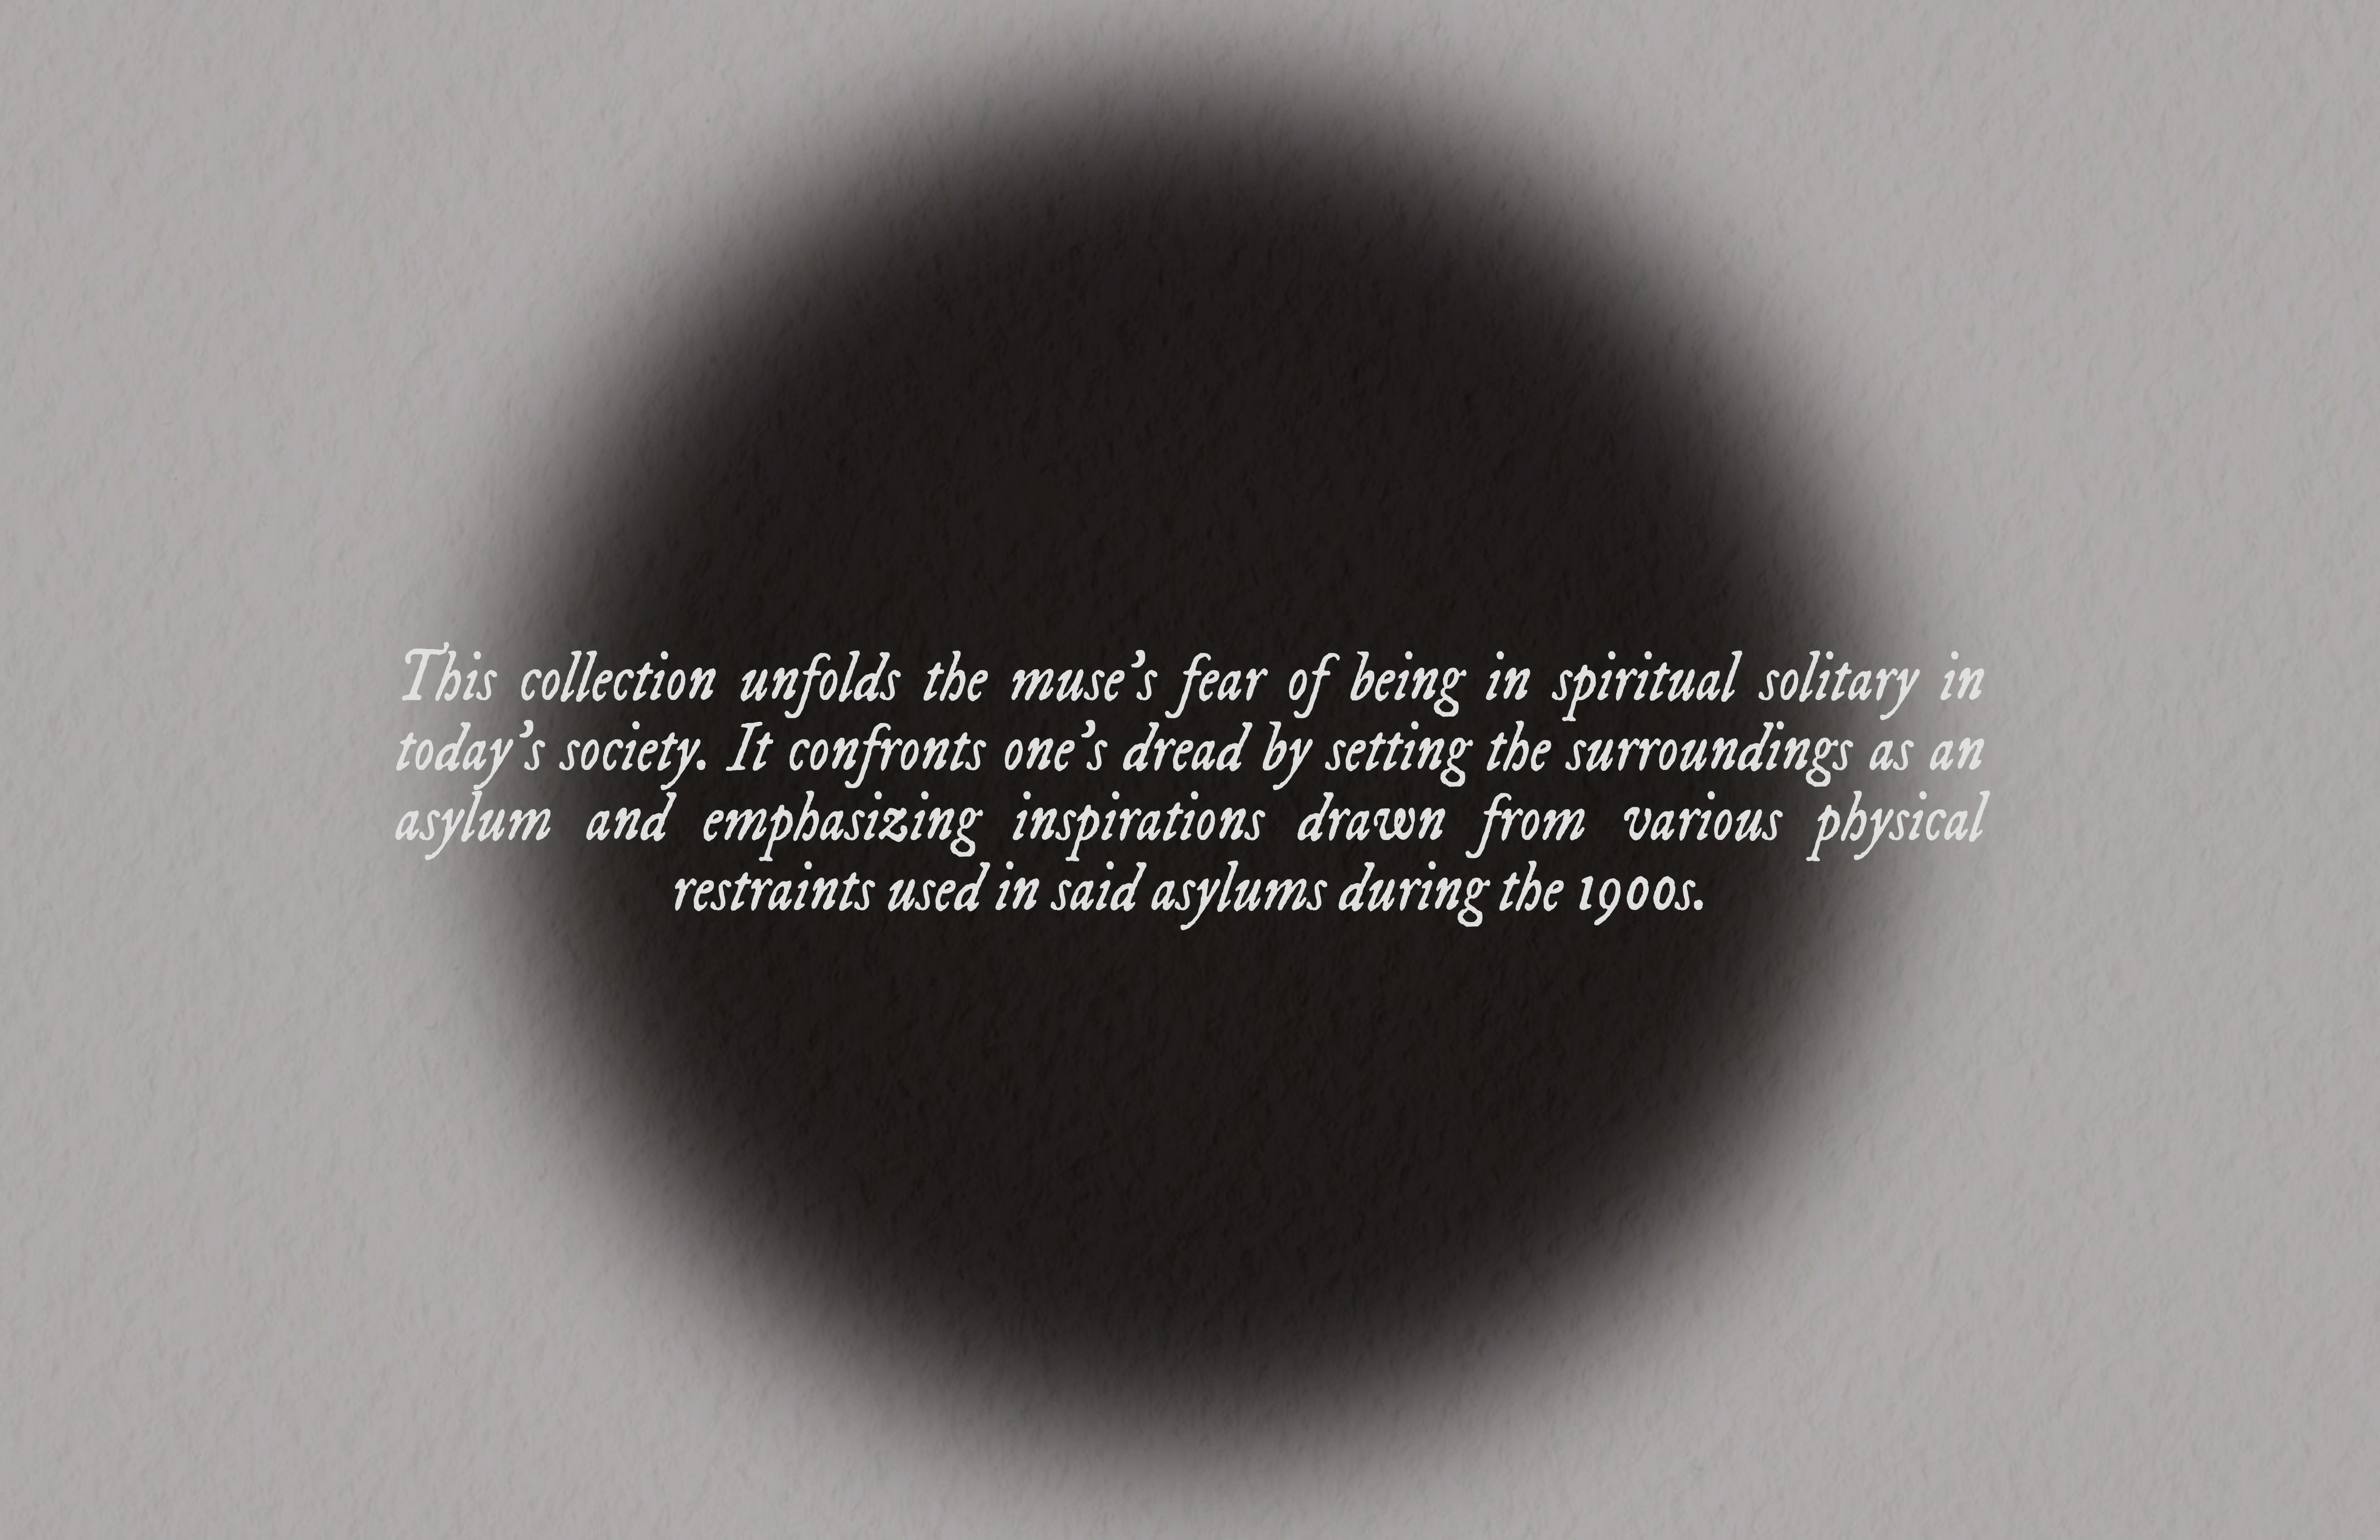 This collection unfolds the muse’s fear of being in spiritual solitary in
today’s society. It confronts one’s dread by setting the surroundings as an
asylum and emphasizing inspirations drawn from various physical
restraints used in said asylums during the 1900s.